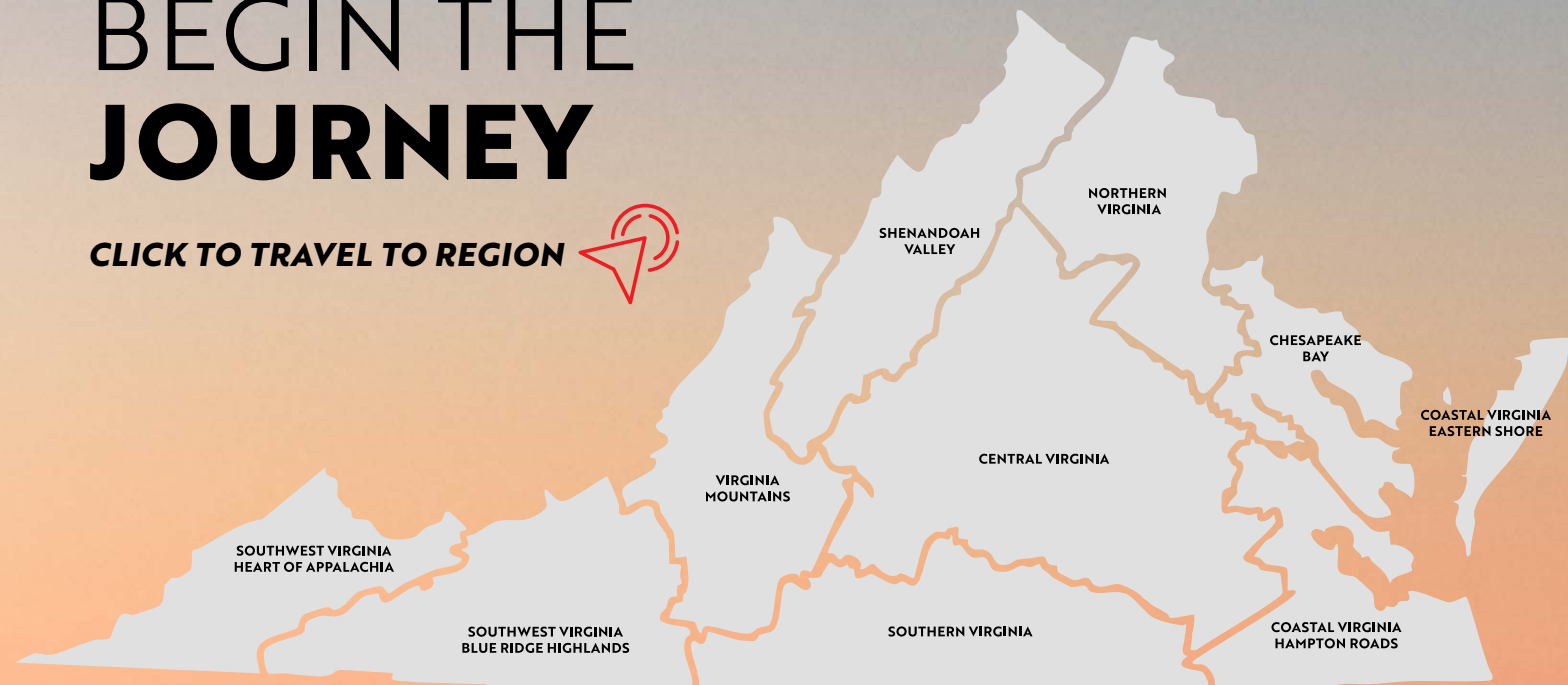 BEGIN THE
JOURNEY
CLICK TO TRAVEL TO REGION
NORTHERN
VIRGINIA
SHENANDOAH
VALLEY
CHESAPEAKE
BAY
COASTAL VIRGINIA
EASTERN SHORE
CENTRAL VIRGINIA
VIRGINIA
MOUNTAINS
SOUTHWEST VIRGINIA
HEART OF APPALACHIA
SOUTHWEST VIRGINIA
BLUE RIDGE HIGHLANDS
SOUTHERN VIRGINIA
COASTAL VIRGINIA
HAMPTON ROADS